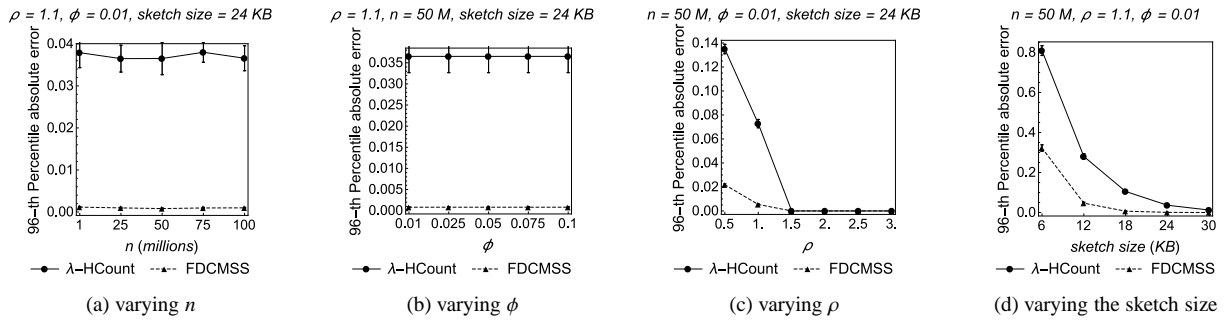 ρ = 1.1, ϕ = 0.01, sketch size = 24 KB
96-th Percentile absolute error
0.04
0.03
0.02
0.01
0.00
1 25 50 75 100
n (millions)
λ-HCount FDCMSS
(a) varying n
ρ = 1.1, n = 50 M, sketch size = 24 KB
96-th Percentile absolute error
0.035
0.030
0.025
0.020
0.015
0.010
0.005
0.000
0.01 0.025 0.05 0.075 0.1
ϕ
λ-HCount FDCMSS
(b) varying ϕ
n = 50 M, ϕ = 0.01, sketch size = 24 KB
96-th Percentile absolute error
0.14
0.12
0.10
0.08
0.06
0.04
0.02
0.00
0.5 1. 1.5 2. 2.5 3.
ρ
λ-HCount FDCMSS
(c) varying ρ
n = 50 M, ρ = 1.1, ϕ = 0.01
96-th Percentile absolute error
0.8
0.6
0.4
0.2
0.0
6 12 18 24 30
sketch size (KB)
λ-HCount FDCMSS
(d) varying the sketch size